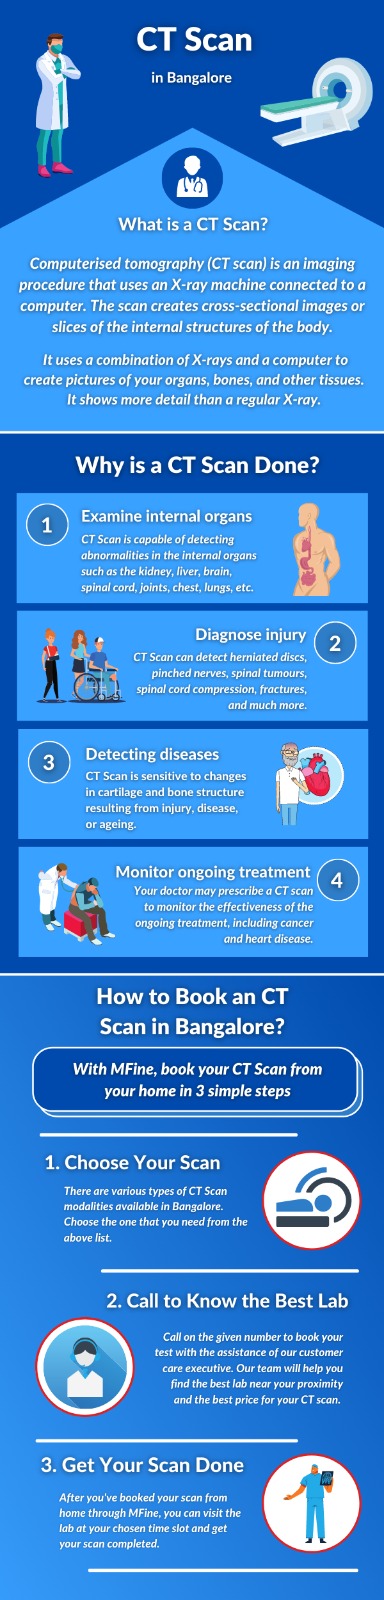 CT Scan
in Bangalore
What is a CT Scan?
Computerised tomography (CT scan) is an imaging
procedure that uses an X-ray machine connected to a
computer. The scan creates cross-sectional images or
slices of the internal structures of the body.
It uses a combination of X-rays and a computer to
create pictures of your organs, bones, and other tissues.
It shows more detail than a regular X-ray.
Why is a CT Scan Done?
1
Examine internal organs
CT Scan is capable of detecting
abnormalities in the internal organs
such as the kidney, liver, brain,
spinal cord, joints, chest, lungs, etc.
Diagnose injury
2
CT Scan can detect herniated discs,
pinched nerves, spinal tumours,
spinal cord compression, fractures,
and much more.
3
Detecting diseases
CT Scan is sensitive to changes
in cartilage and bone structure
resulting from injury, disease,
or ageing.
Monitor ongoing treatment
4
Your doctor may prescribe a CT scan
to monitor the effectiveness of the
ongoing treatment, including cancer
and heart disease.
How to Book an CT
Scan in Bangalore?
With MFine, book your CT Scan from
your home in 3 simple steps
1. Choose Your Scan
There are various types of CT Scan
modalities available in Bangalore.
Choose the one that you need from the
above list.
2. Call to Know the Best Lab
Call on the given number to book your
test with the assistance of our customer
care executive. Our team will help you
find the best lab near your proximity
and the best price for your CT scan.
3. Get Your Scan Done
After you've booked your scan from
home through MFine, you can visit the
lab at your chosen time slot and get
your scan completed.